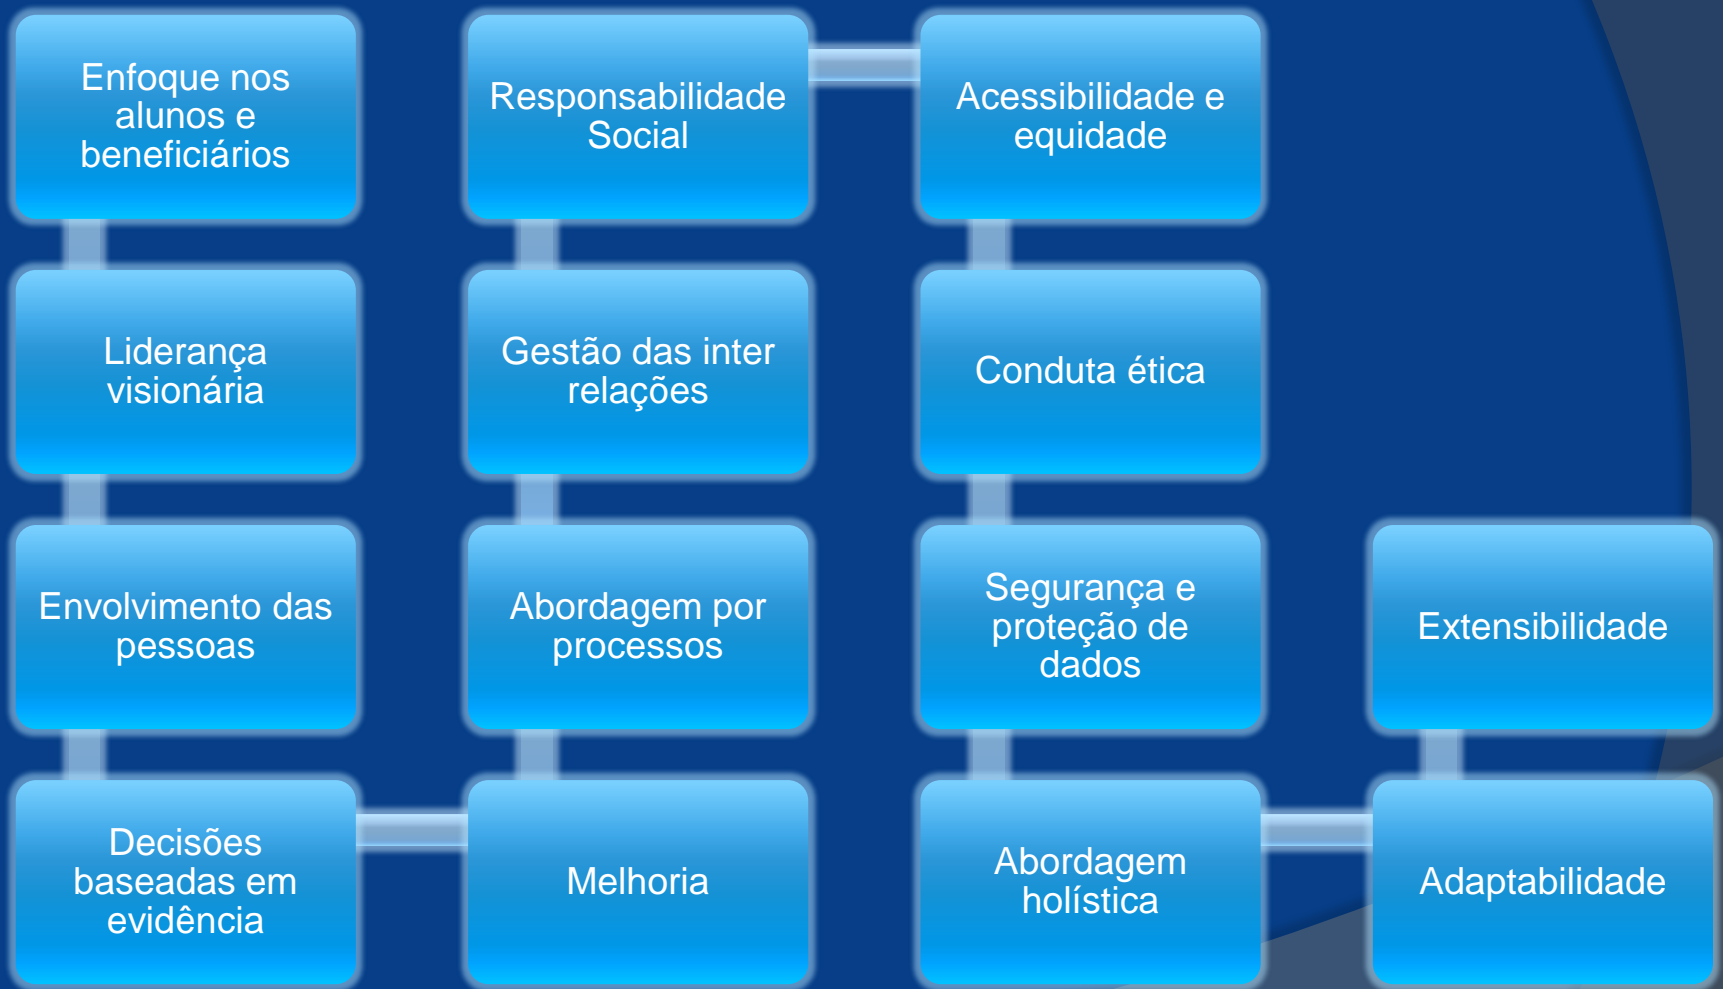 Enfoque nos
alunos e
beneficiários
Liderança
visionária
Envolvimento das
pessoas
Decisões
baseadas em
evidência
Melhoria
Abordagem por
processos
Gestão das inter
relações
Responsabilidade
Social
Acessibilidade e
equidade
Conduta ética
Segurança e
proteção de
dados
Abordagem
holística
Adaptabilidade
Extensibilidade